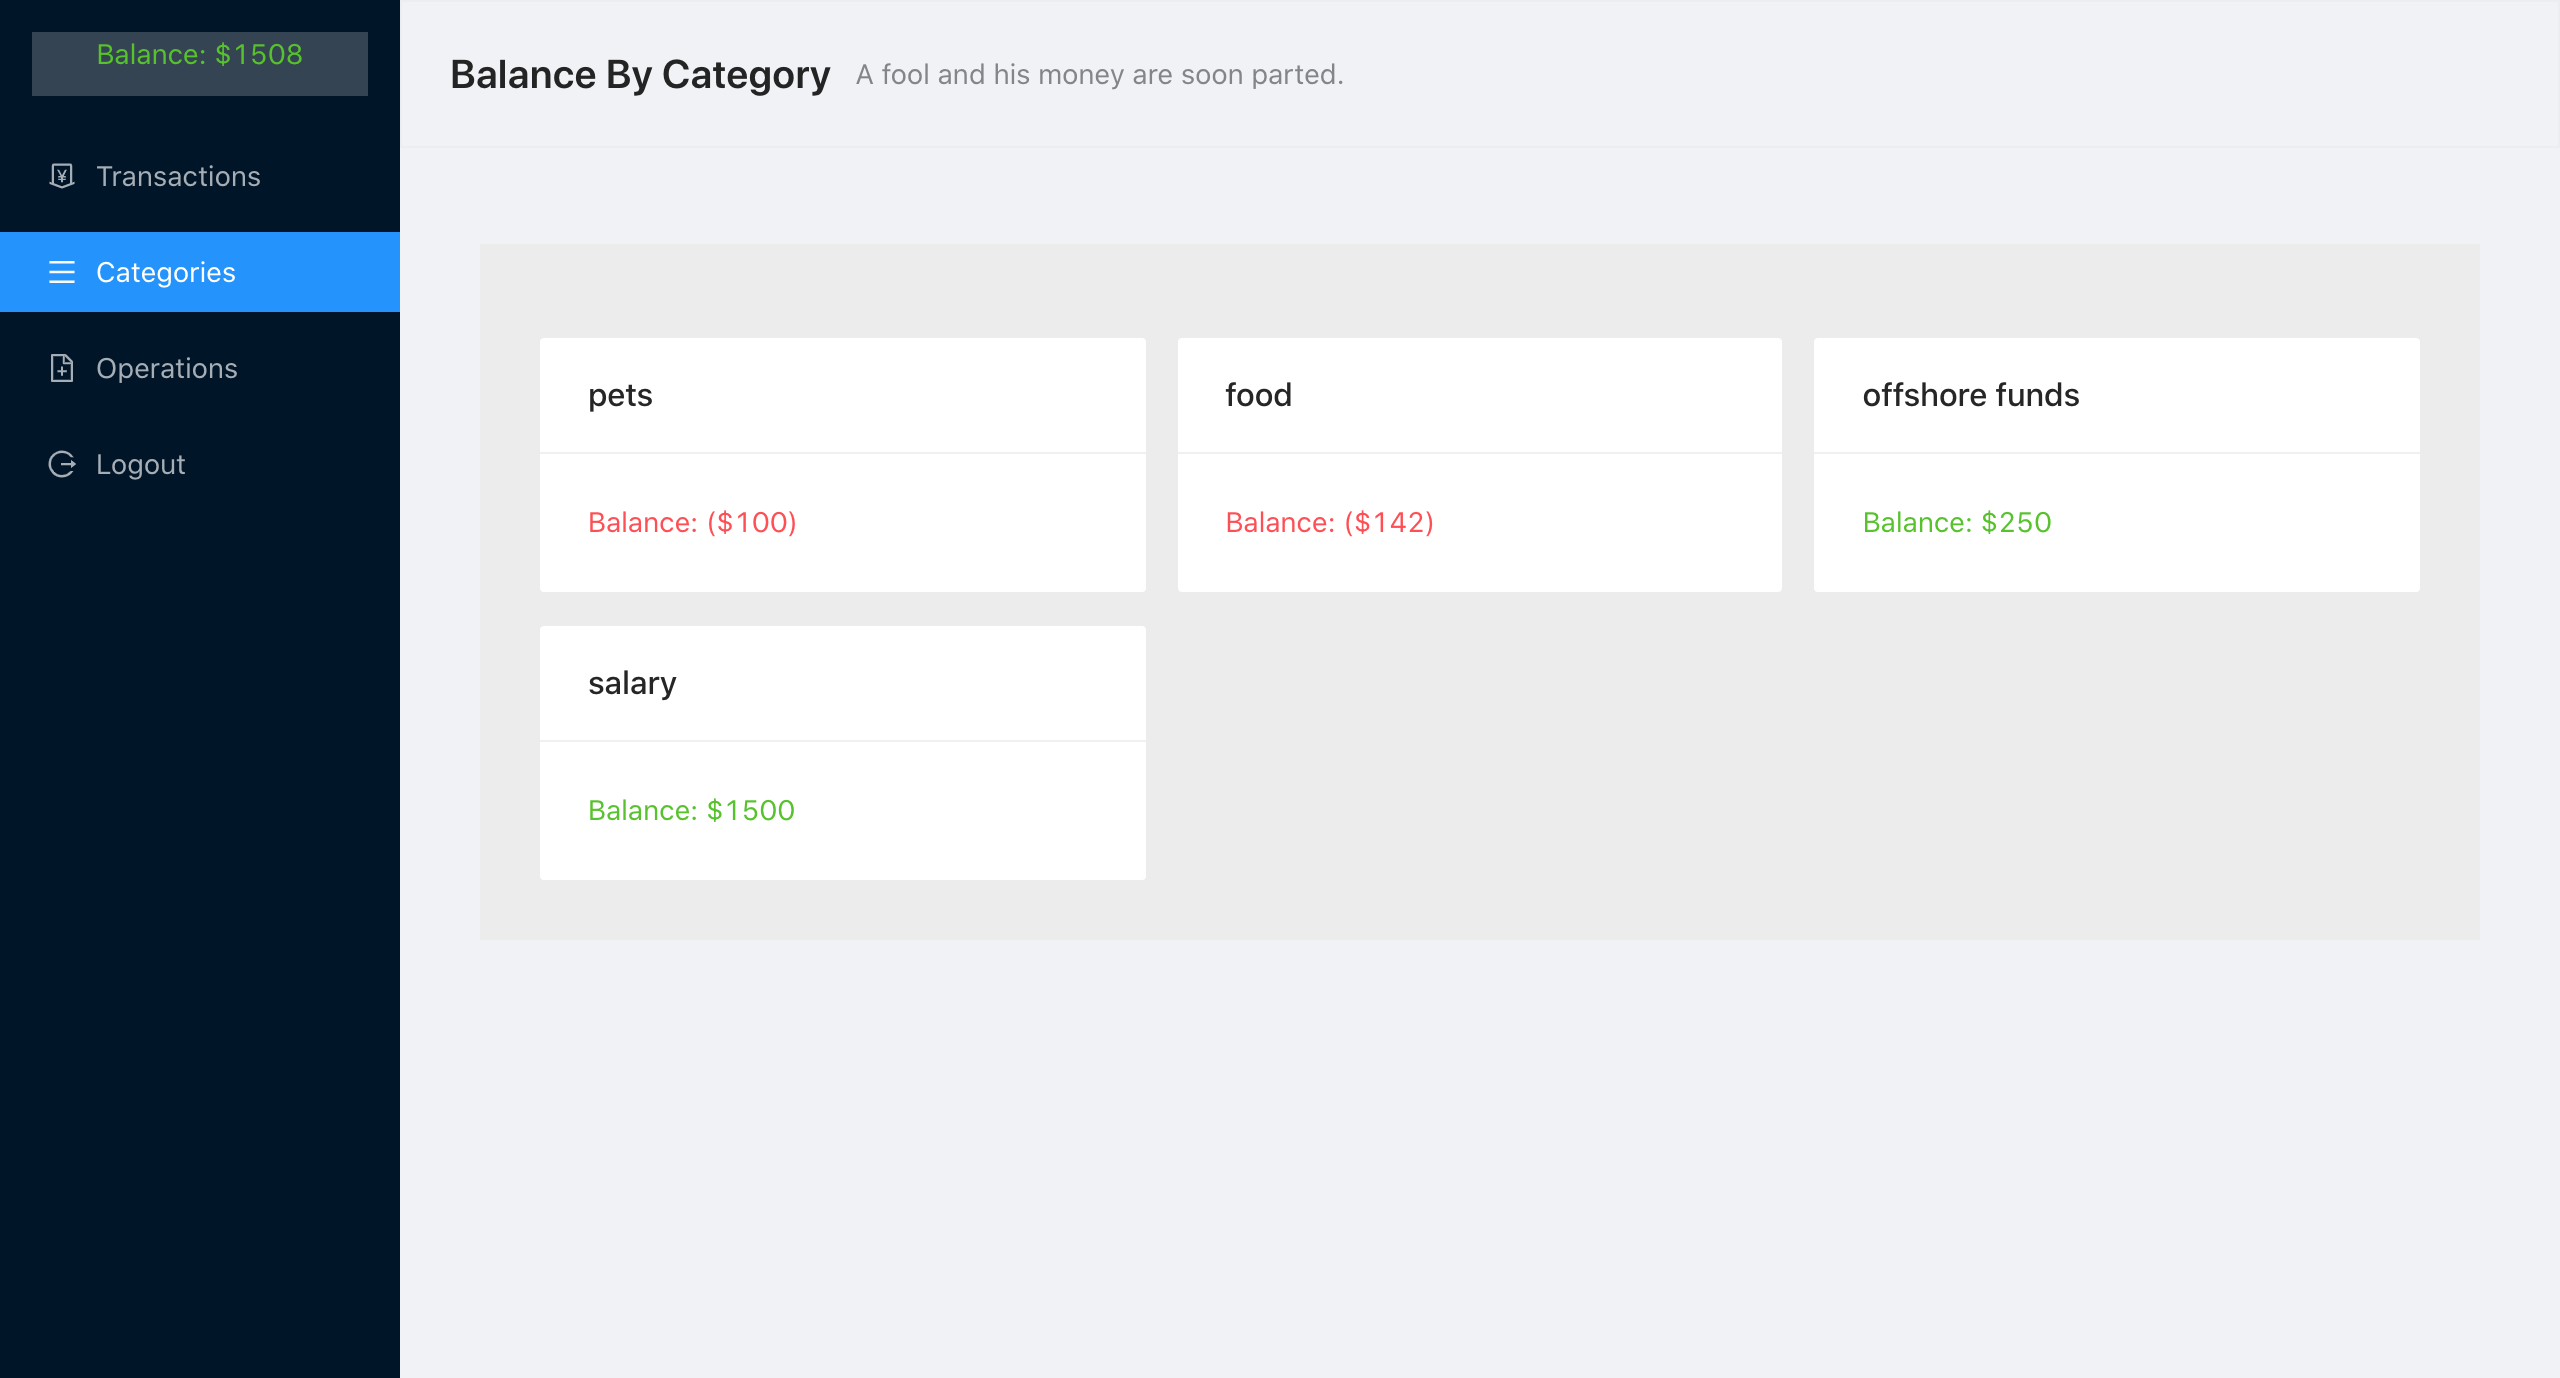 Balance: $1508
Transactions
Categories
Operations
Logout
Balance By Category A fool and his money are soon parted.
pets
Balance: ($100)
food
Balance: ($142)
offshore funds
Balance: $250
salary
Balance: $1500